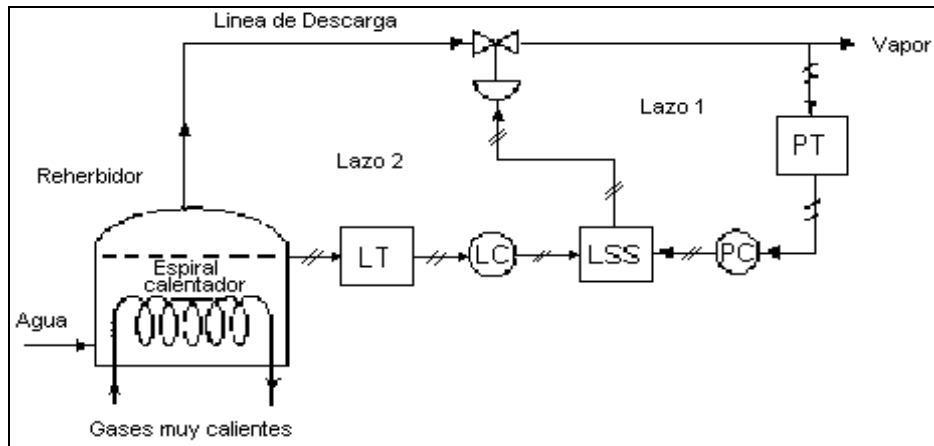 Linea de Descarga
Vapor
Lazo 1
PT
Lazo 2
Reherbidor
LT
LC
LSS
PC
Espiral
calentador
Agua
Gases muy calientes